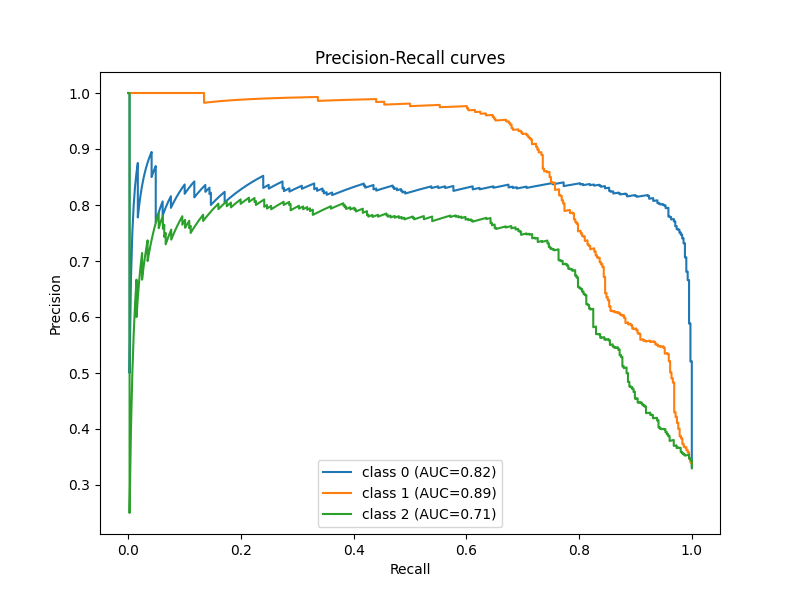 Precision-Recall curves
Precision
1.0
0.9
0.8
0.7
0.6
0.5
0.4
0.3
class 0 (AUC=0.82)
class 1 (AUC=0.89)
class 2 (AUC=0.71)
0.0 0.2 0.4 0.6 0.8 1.0
Recall